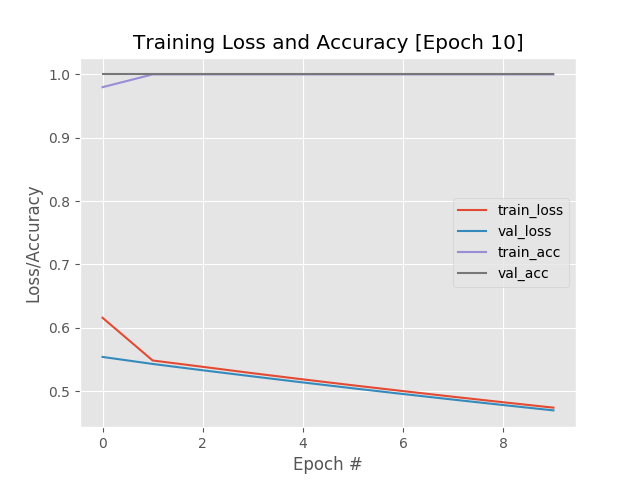 Training Loss and Accuracy [Epoch 10]
Loss/Accuracy
1.0
0.9
0.8
0.7
0.6
0.5
train_loss
val_loss
train_acc
val_acc
0 2 4 6 8
Epoch #